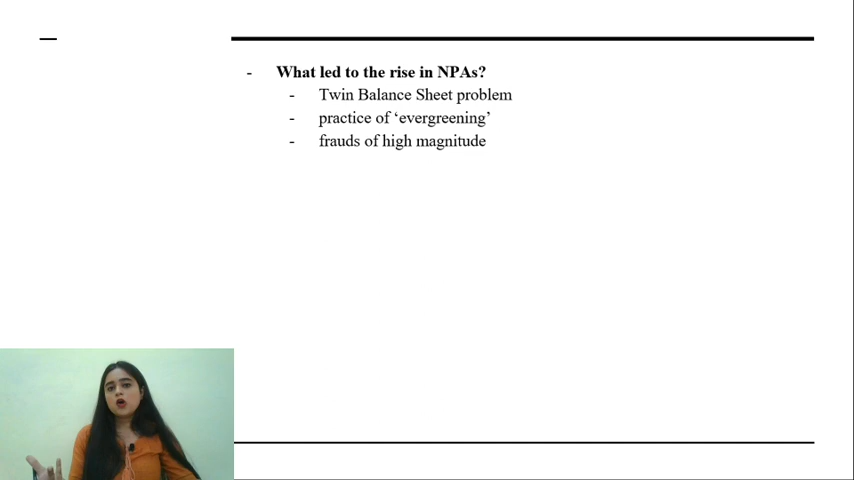 - What led to the rise in NPAs?
- Twin Balance Sheet problem
- practice of ‘evergreening’
- frauds of high magnitude